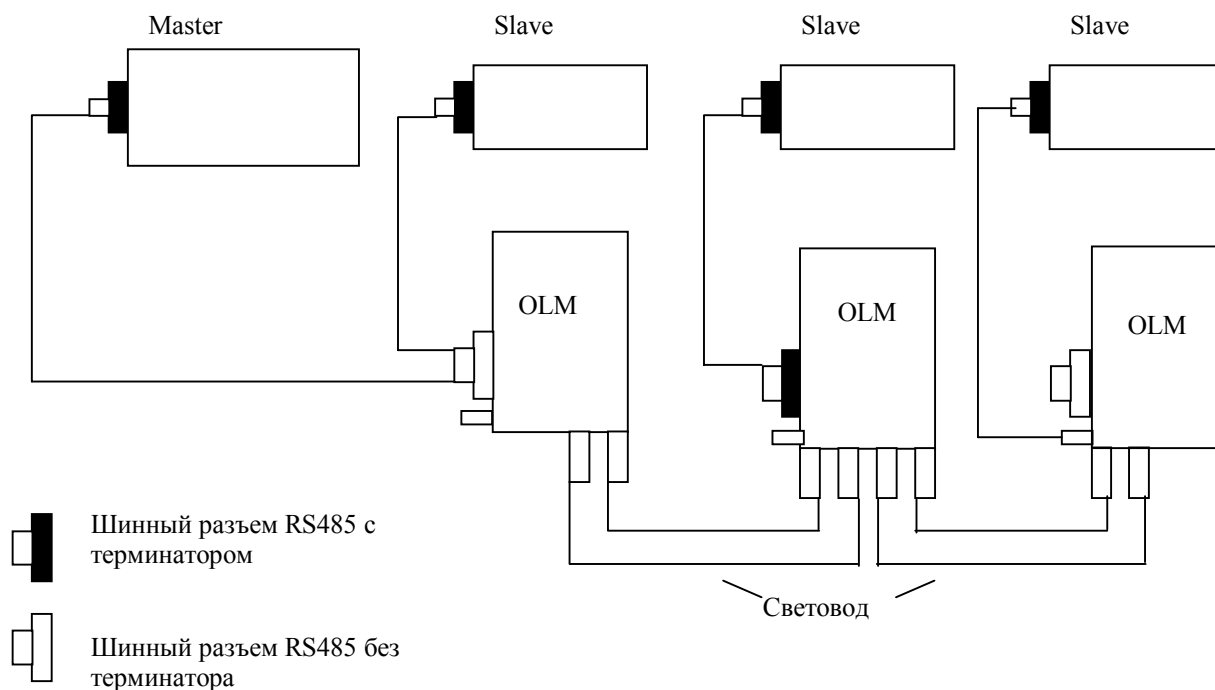 Master
Slave
Slave
Slave
OLM
OLM
OLM
Шинный разъем RS485 с
терминатором
Световод
Шинный разъем RS485 без
терминатора